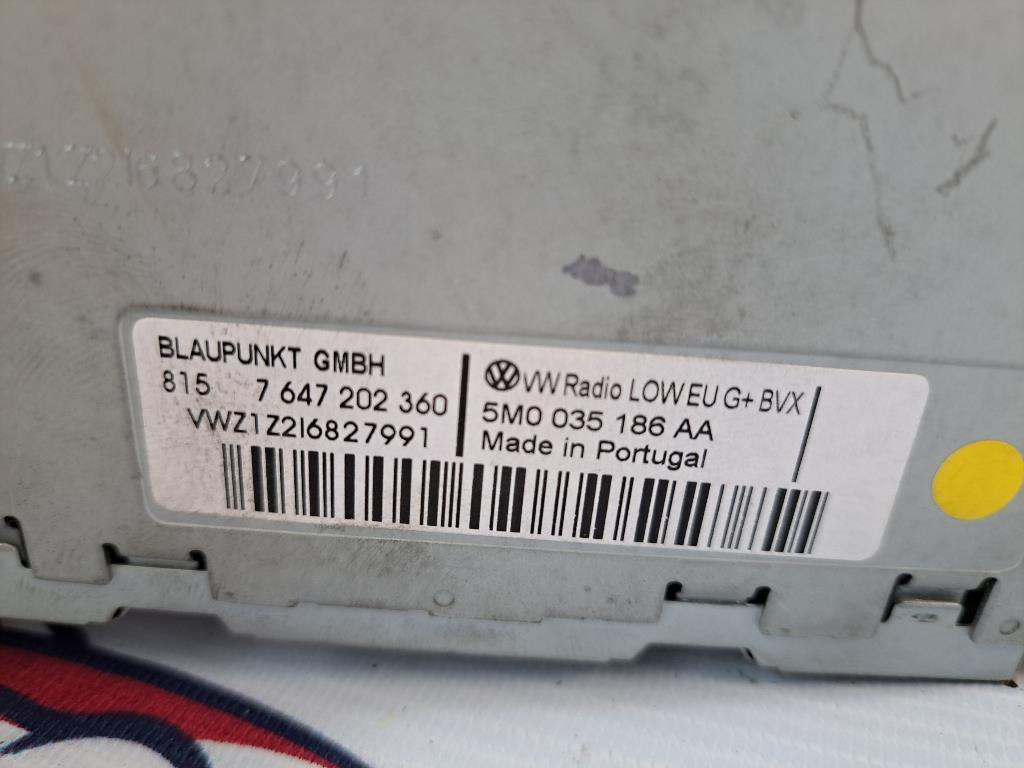 Z1Z2I6827991
BLAUPUNKT GMBH
815 7 647 202 360
VWZ1Z2I6827991
VW Radio LOW EU G+ BVX
5M0 035 186 AA
Made in Portugal